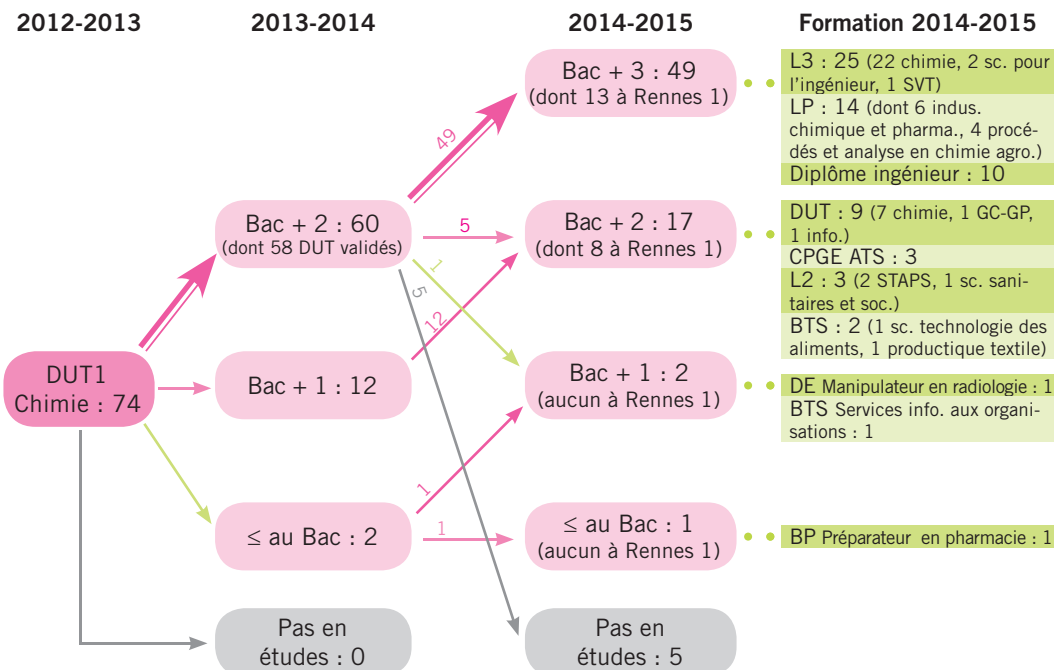 2012-2013
2013-2014
2014-2015
Formation 2014-2015
DUT1
Chimie : 74
Bac + 2 : 60
(dont 58 DUT validés)
Bac + 1 : 12
≤ au Bac : 2
Pas en
études : 0
49
5
1
5
12
1
1
Bac + 3 : 49
(dont 13 à Rennes 1)
Bac + 2 : 17
(dont 8 à Rennes 1)
Bac + 1 : 2
(aucun à Rennes 1)
≤ au Bac : 1
(aucun à Rennes 1)
Pas en
études : 5
L3 : 25 (22 chimie, 2 sc. pour
l'ingénieur, 1 SVT)
LP : 14 (dont 6 indus.
chimique et pharma., 4 procé-
dés et analyse en chimie agro.)
Diplôme ingénieur : 10
DUT : 9 (7 chimie, 1 GC-GP,
1 info.)
CPGE ATS : 3
L2 : 3 (2 STAPS, 1 sc. sani-
taires et soc.)
BTS : 2 (1 sc. technologie des
aliments, 1 productique textile)
DE Manipulateur en radiologie : 1
BTS Services info. aux organi-
sations : 1
BP Préparateur en pharmacie : 1